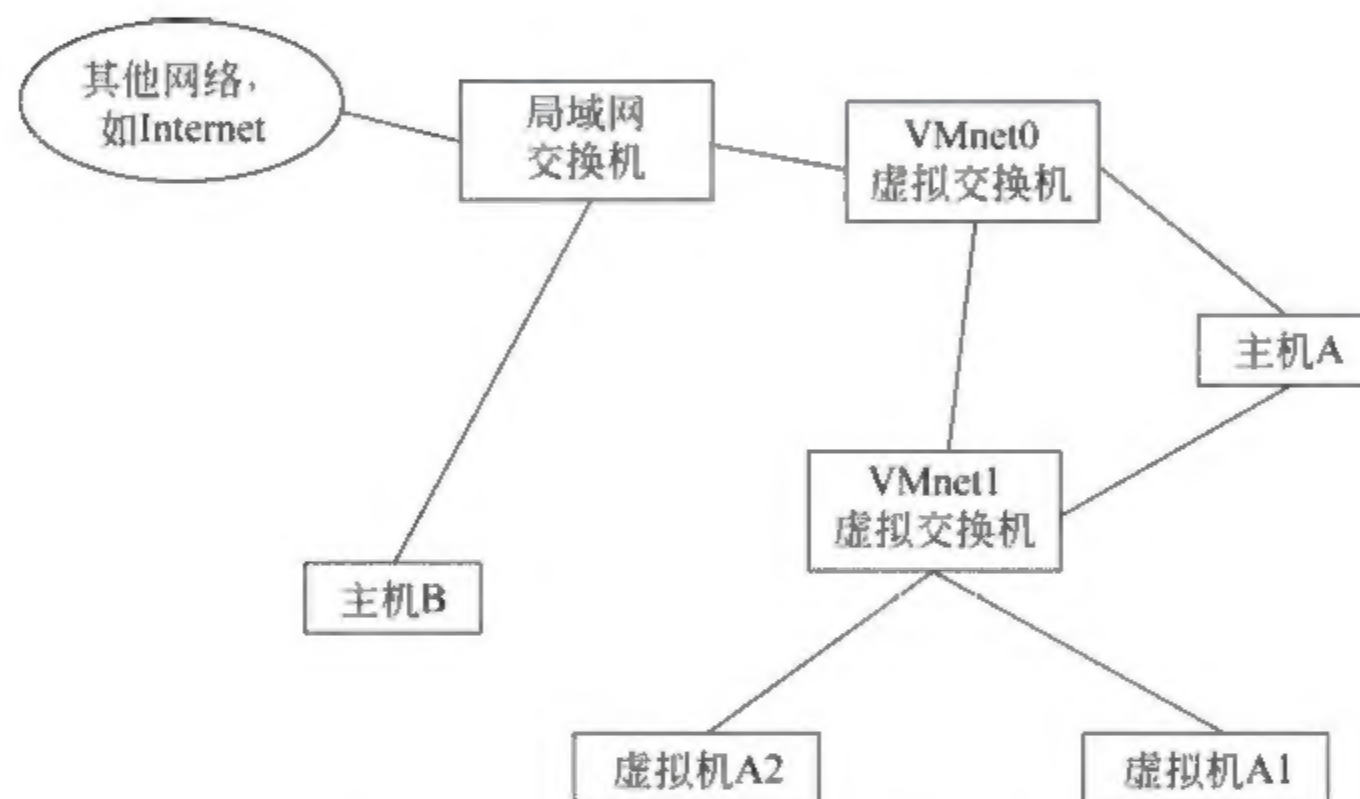 其他网络，
如Internet
局域网
交换机
VMnet0
虚拟交换机
主机A
VMnet1
虚拟交换机
主机B
虚拟机A2
虚拟机A1